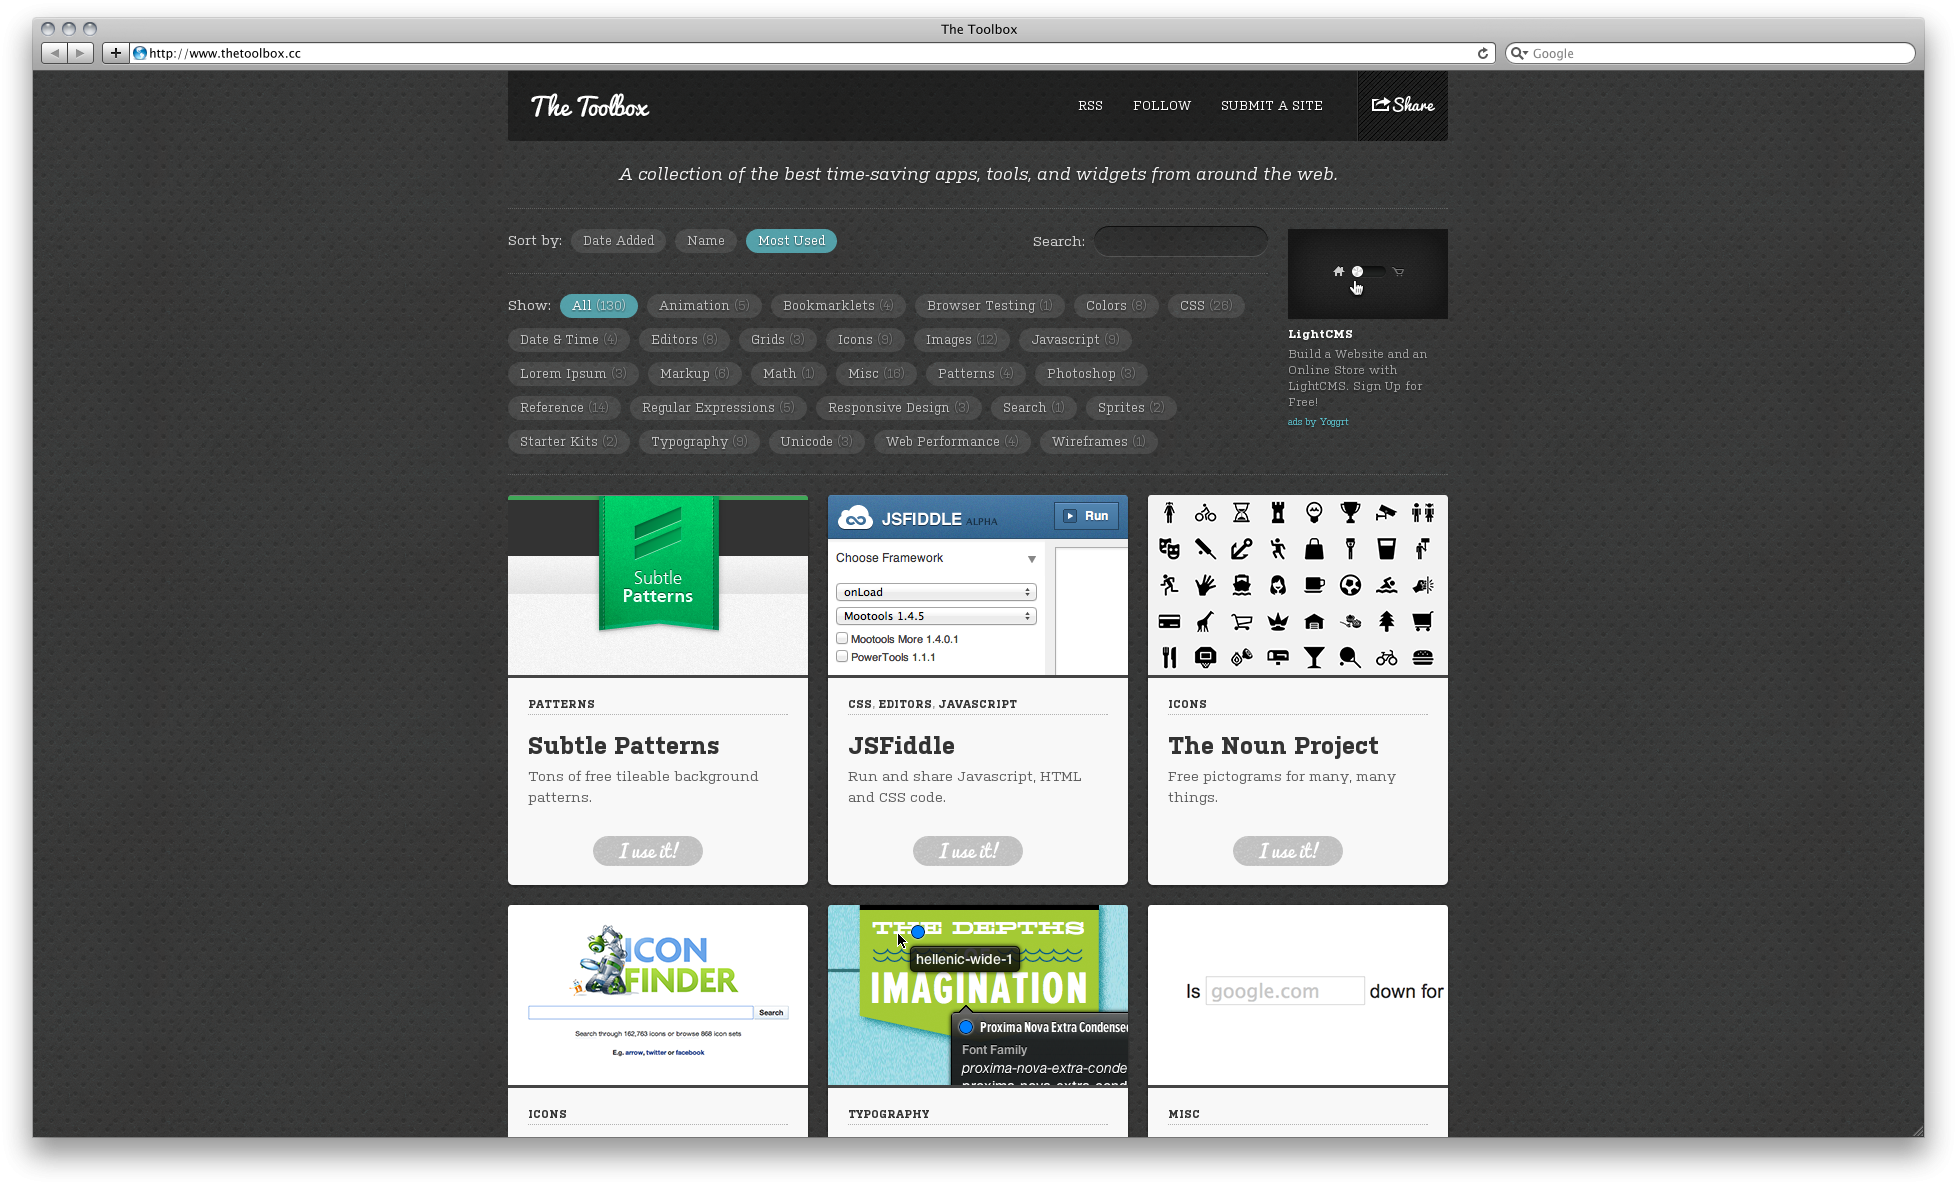 The Toolbox
http://www.thetoolbox.cc
Google
The Toolbox
RSS FOLLOW SUBMIT A SITE Share
A collection of the best time-saving apps, tools, and widgets from around the web.
Sort by: Date Added Name Most Used Search:
Show: All (130) Animation (5) Bookmarklets (4) Browser Testing (1) Colors (8) CSS (26)
Date & Time (4) Editors (8) Grids (3) Icons (9) Images (12) Javascript (9)
Lorem Ipsum (3) Markup (6) Math (1) Misc (16) Patterns (4) Photoshop (3)
Reference (14) Regular Expressions (5) Responsive Design (3) Search (1) Sprites (2)
Starter Kits (2) Typography (9) Unicode (3) Web Performance (4) Wireframes (1)
LightCMS
Build a Website and an
Online Store with
LightCMS. Sign Up for
Free!
ads by Yoggrt
Subtle
Patterns
PATTERNS
Subtle Patterns
Tons of free tileable background
patterns.
I use it!
JSFIDDLE ALPHA Run
Choose Framework
onLoad
Mootools 1.4.5
Mootools More 1.4.0.1
PowerTools 1.1.1
CSS, EDITORS, JAVASCRIPT
JSFiddle
Run and share Javascript, HTML
and CSS code.
I use it!
ICONS
The Noun Project
Free pictograms for many, many
things.
I use it!
ICON
FINDER
Search
Search through 162,763 icons or browse 868 icon sets
E.g. arrow, twitter or facebook
ICONS
THE DEPTHS
hellenic-wide-1
IMAGINATION
Proxima Nova Extra Condensed
Font Family
proxima-nova-extra-conde
proxima-nova-extra-cond
TYPOGRAPHY
Is google.com down for
MISC